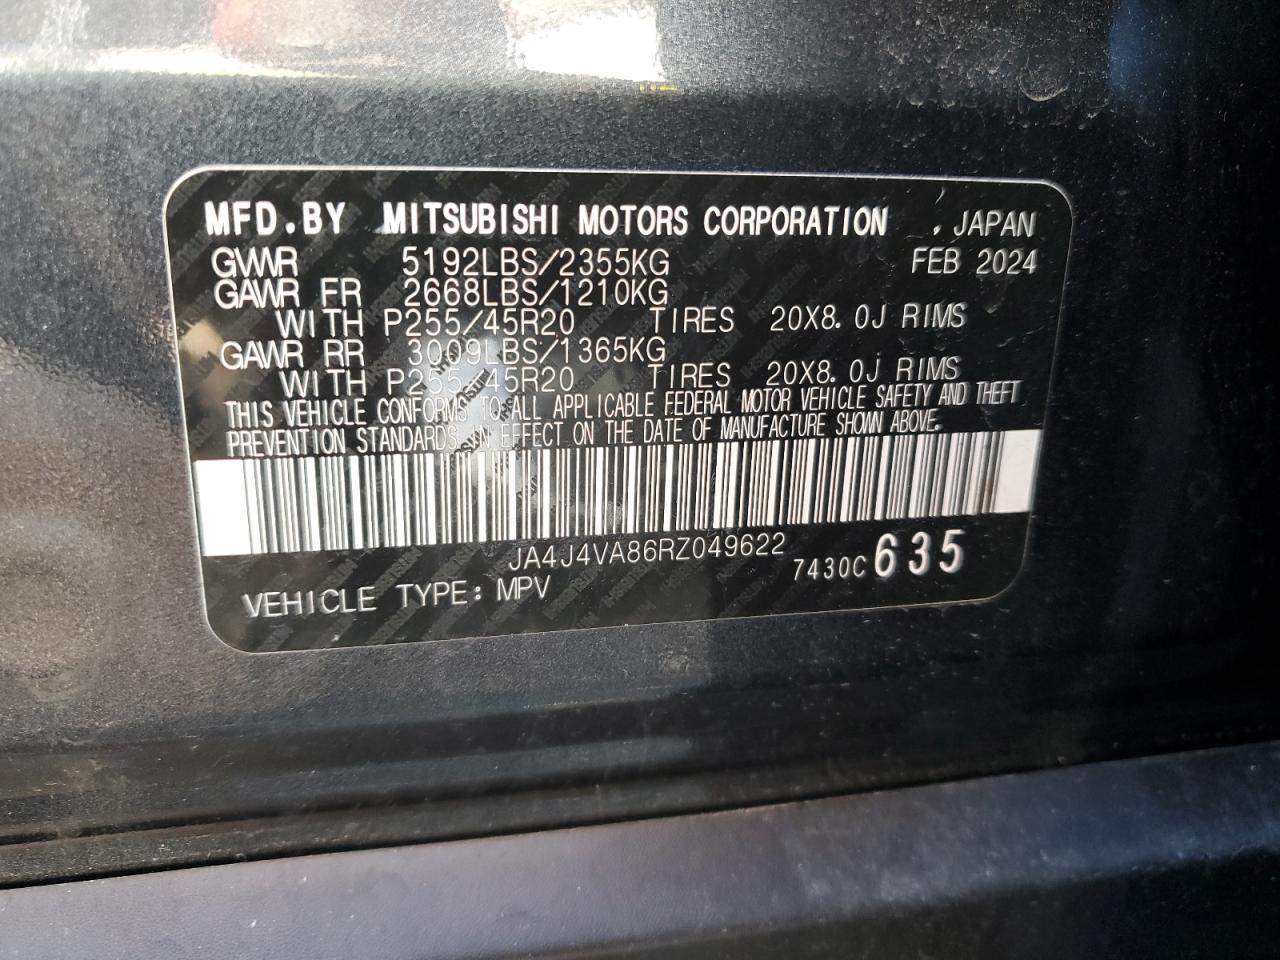 MFD.BY MITSUBISHI MOTORS CORPORATION , JAPAN
GVWR 5192LBS/2355KG FEB 2024
GAWR FR 2668LBS/1210KG
WITH P255/45R20 TIRES 20X8.0J RIMS
GAWR RR 3009LBS/1365KG
WITH P255/45R20 TIRES 20X8.0J RIMS
THIS VEHICLE CONFORMS TO ALL APPLICABLE FEDERAL MOTOR VEHICLE SAFETY AND THEFT
PREVENTION STANDARDS IN EFFECT ON THE DATE OF MANUFACTURE SHOWN ABOVE.
JA4J4VA86RZ049622 7430C 635
VEHICLE TYPE: MPV